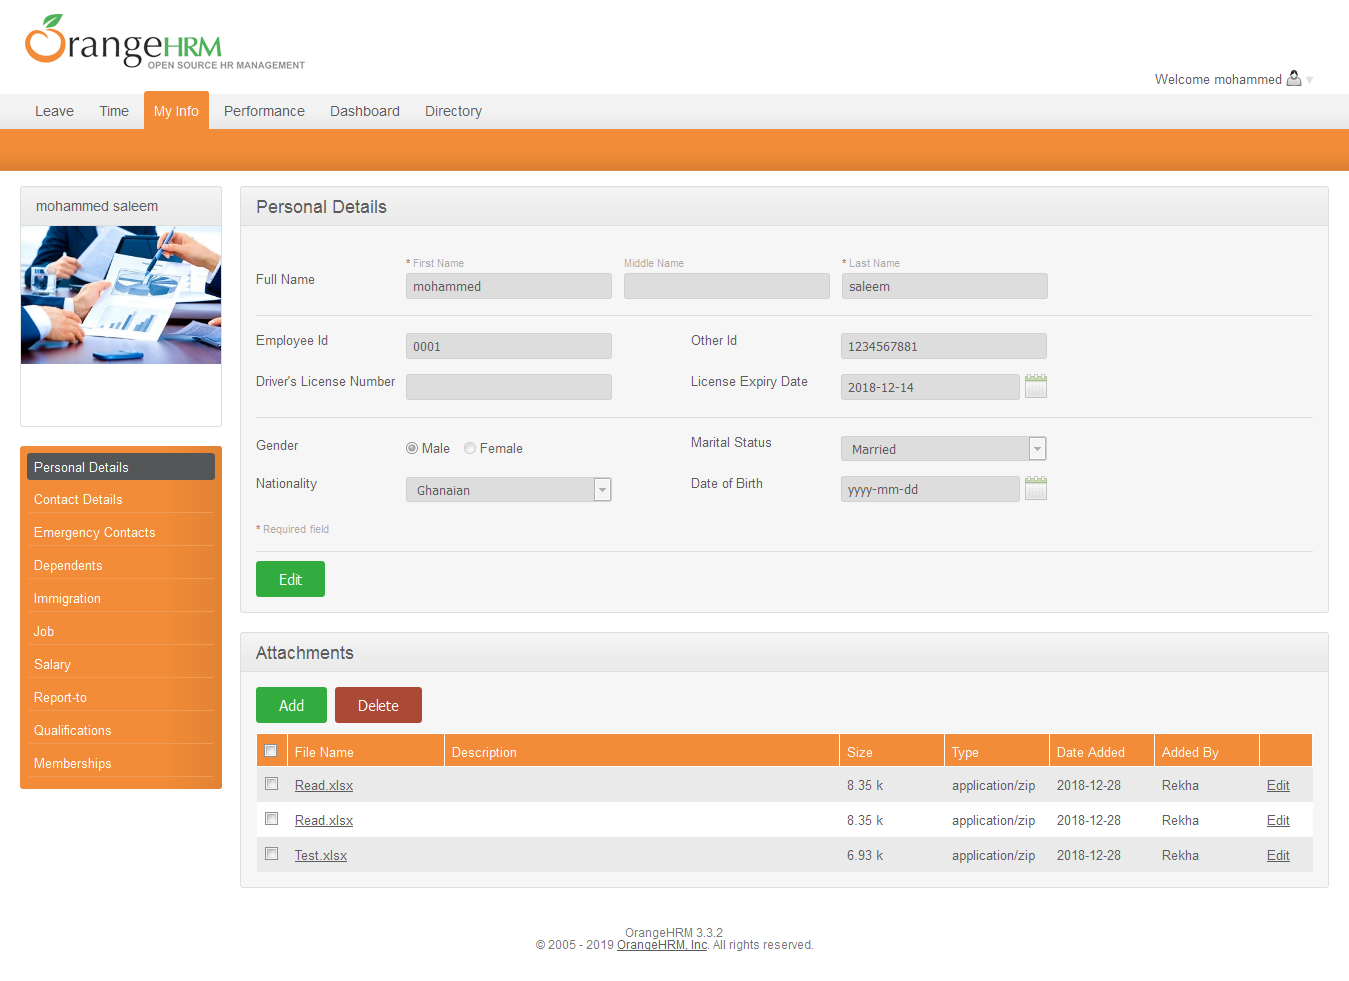 OrangeHRM
OPEN SOURCE HR MANAGEMENT
Welcome mohammed
Leave Time My Info Performance Dashboard Directory
mohammed saleem
Personal Details
Contact Details
Emergency Contacts
Dependents
Immigration
Job
Salary
Report-to
Qualifications
Memberships
Personal Details
* First Name Middle Name * Last Name
Full Name mohammed saleem
Employee Id 0001 Other Id 1234567881
Driver's License Number License Expiry Date 2018-12-14
Gender Male Female Marital Status Married
Nationality Ghanaian Date of Birth yyyy-mm-dd
* Required field
Edit
Attachments
Add Delete
File Name Description Size Type Date Added Added By
Read.xlsx 8.35 k application/zip 2018-12-28 Rekha Edit
Read.xlsx 8.35 k application/zip 2018-12-28 Rekha Edit
Test.xlsx 6.93 k application/zip 2018-12-28 Rekha Edit
OrangeHRM 3.3.2
© 2005 - 2019 OrangeHRM, Inc. All rights reserved.